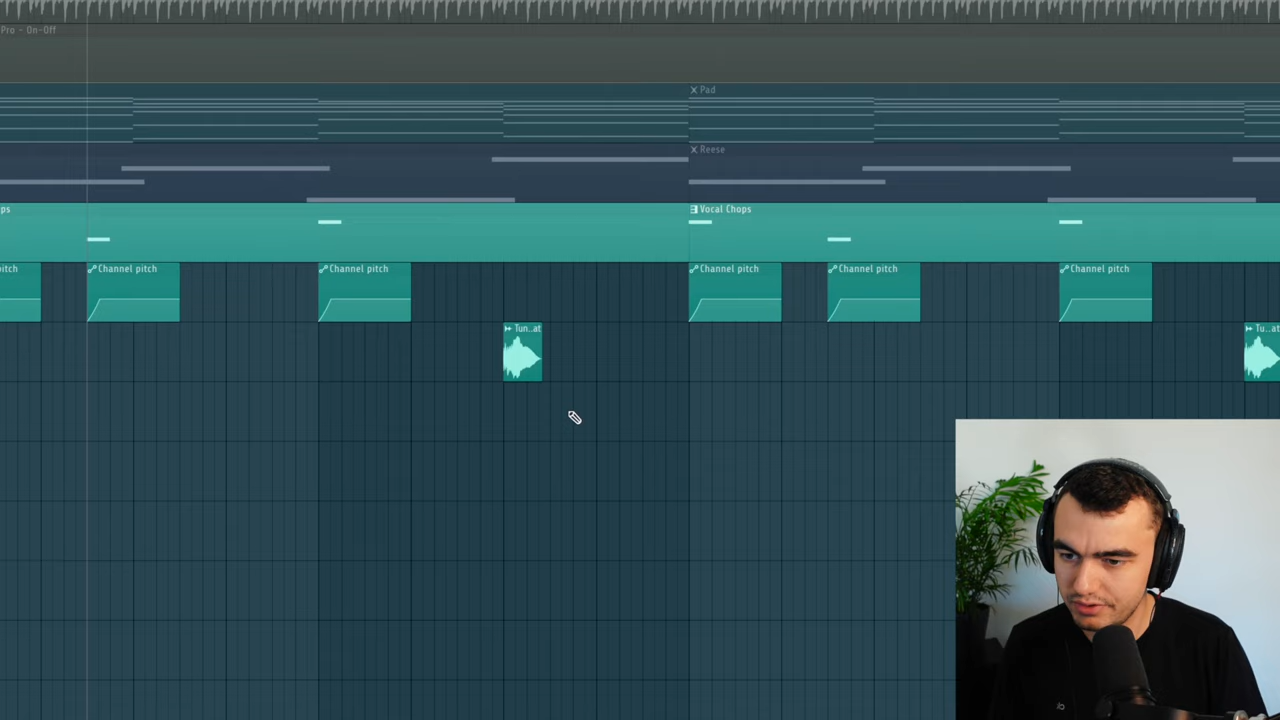 Pro - On-Off
Pad
Reese
ps
Vocal Chops
itch
Channel pitch
Channel pitch
Channel pitch
Channel pitch
Channel pitch
Tun..at
Tu..at